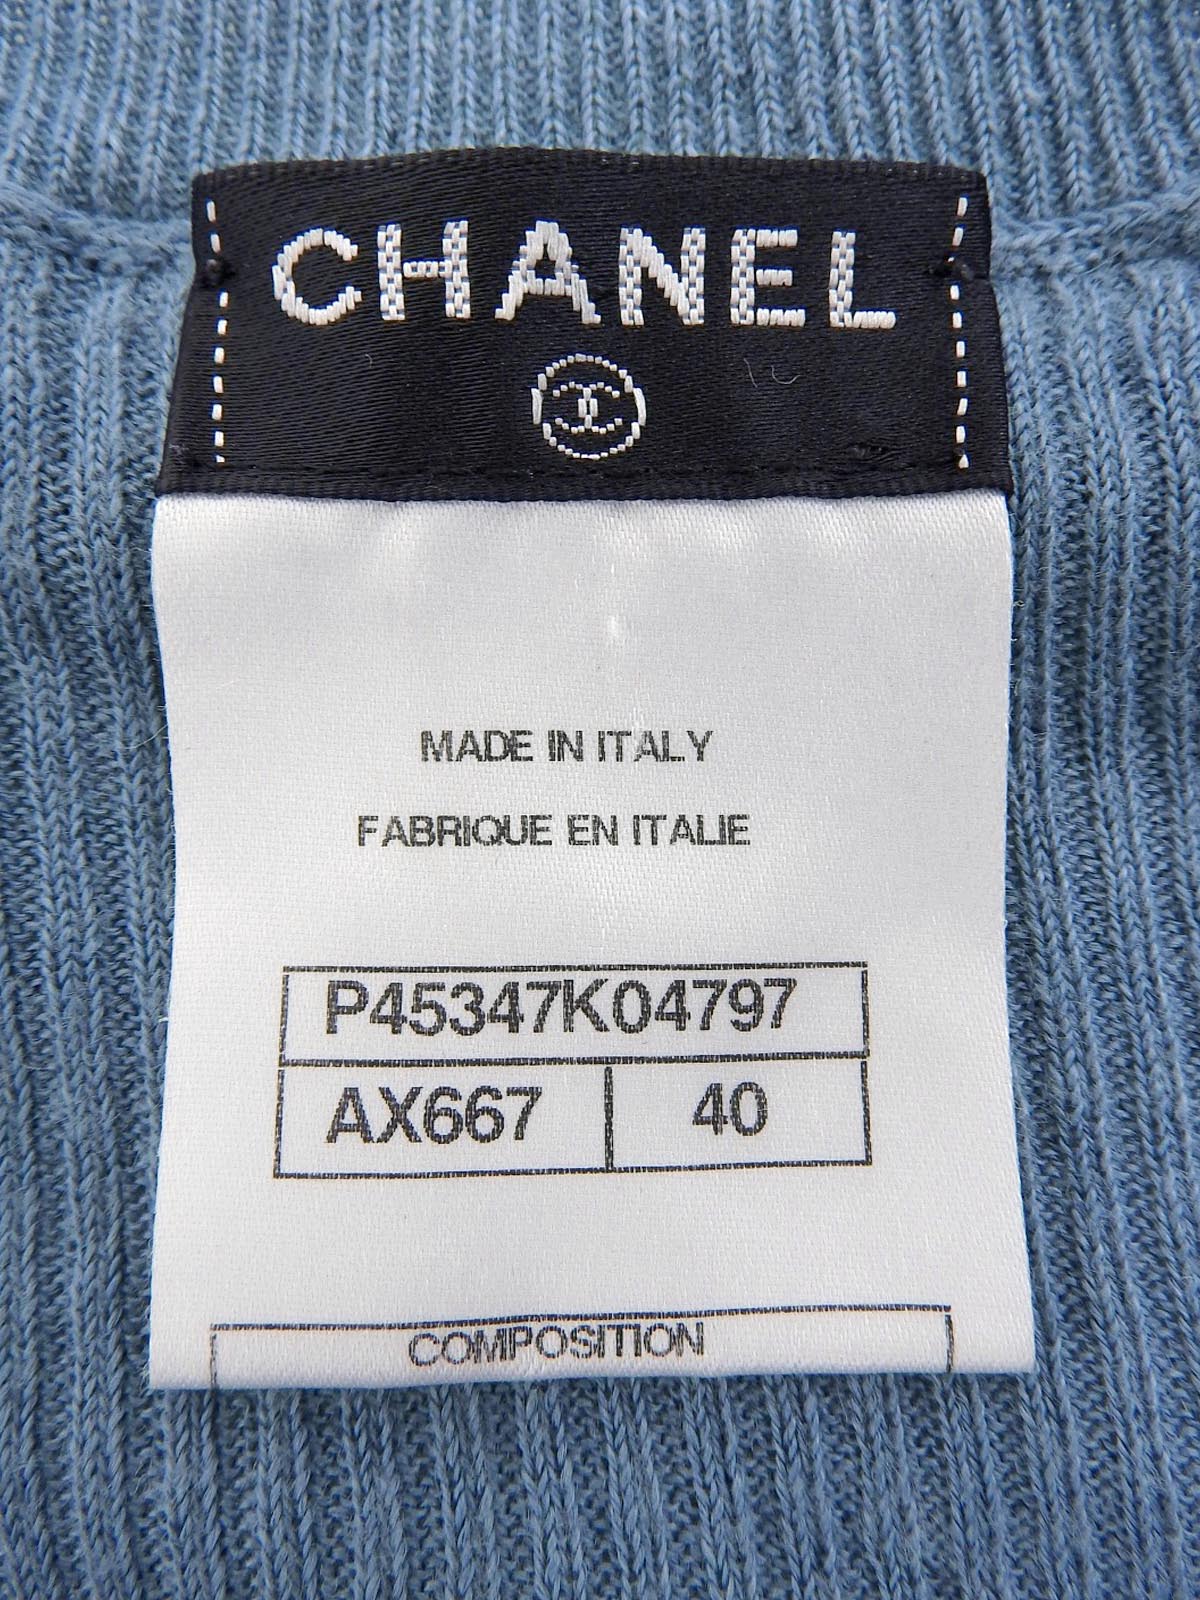 CHANEL
MADE IN ITALY
FABRIQUE EN ITALIE
P45347K04797
AX667 40
COMPOSITION